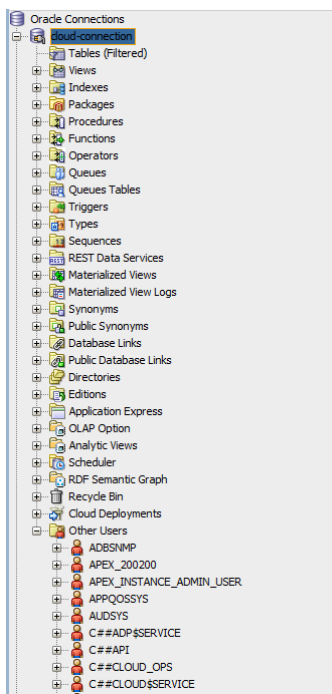 Oracle Connections
cloud-connection
Tables (Filtered)
Views
Indexes
Packages
Procedures
Functions
Operators
Queues
Queues Tables
Triggers
Types
Sequences
REST Data Services
Materialized Views
Materialized View Logs
Synonyms
Public Synonyms
Database Links
Public Database Links
Directories
Editions
Application Express
OLAP Option
Analytic Views
Scheduler
RDF Semantic Graph
Recycle Bin
Cloud Deployments
Other Users
ADBSNMP
APEX_200200
APEX_INSTANCE_ADMIN_USER
APPQOSSYS
AUDSYS
C##ADP$SERVICE
C##API
C##CLOUD_OPS
C##CLOUD$SERVICE